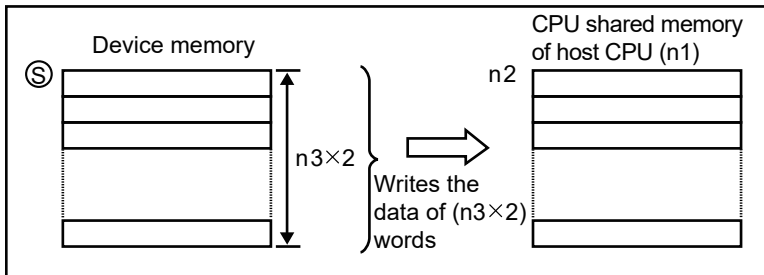 Device memory
CPU shared memory
of host CPU (n1)
Ⓢ
n2
n3×2
Writes the
data of (n3×2)
words